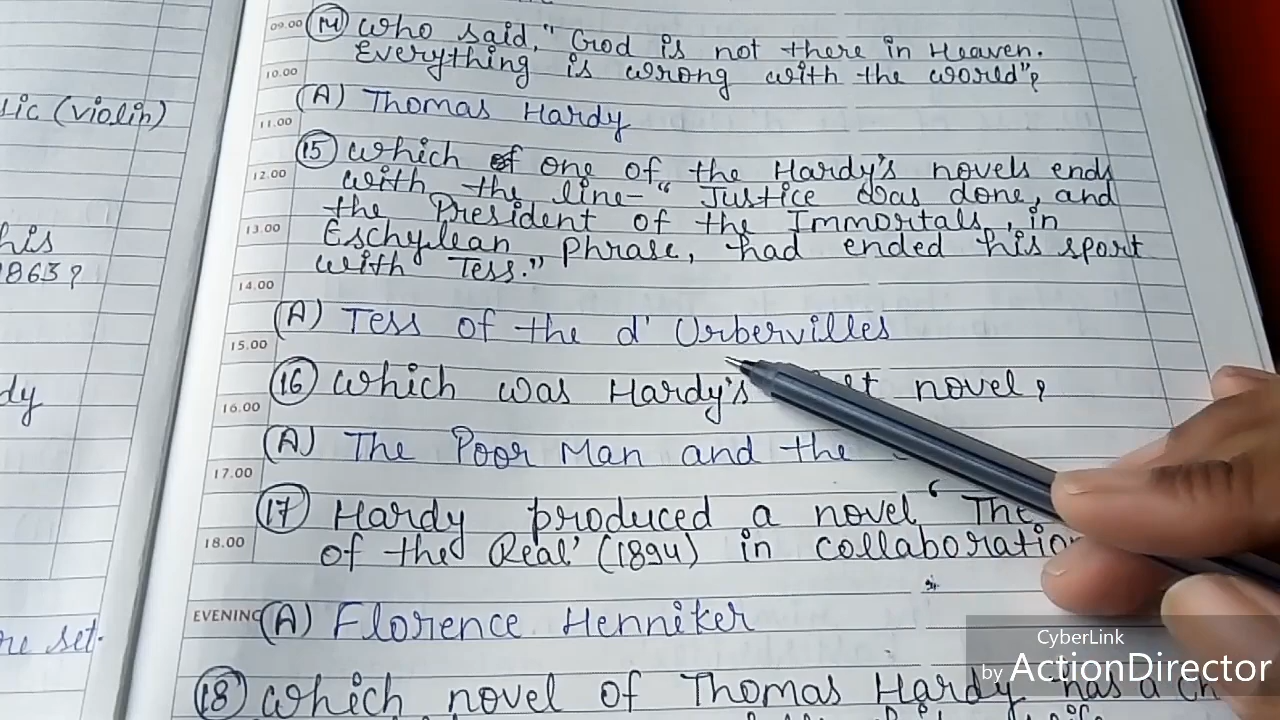 sic (violin)
his
1863?
dy
re set.
09.00 (14) Who said, "God is not there in Heaven.
Everything is wrong with the world"?
10.00
(A) Thomas Hardy
11.00
(15) Which of one of the Hardy's novels ends
12.00 with the line- "Justice was done, and
the President of the Immortals, in
13.00 Eschylean Phrase, had ended his sport
with Tess."
14.00
(A) Tess of the d' Urbervilles
15.00
(16) Which was Hardy's novel?
16.00
(A) The Poor Man and the
17.00
(17) Hardy produced a novel 'The
18.00 of the Real' (1894) in collaboration
EVENING (A) Florence Henniker
(18) Which novel of Thomas Hardy has a ch
CyberLink
by ActionDirector